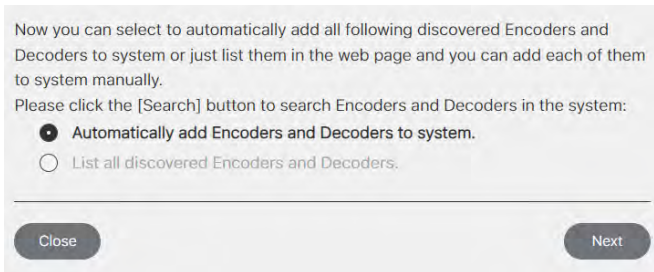 Now you can select to automatically add all following discovered Encoders and
Decoders to system or just list them in the web page and you can add each of them
to system manually.
Please click the [Search] button to search Encoders and Decoders in the system:
Automatically add Encoders and Decoders to system.
List all discovered Encoders and Decoders.
Close
Next